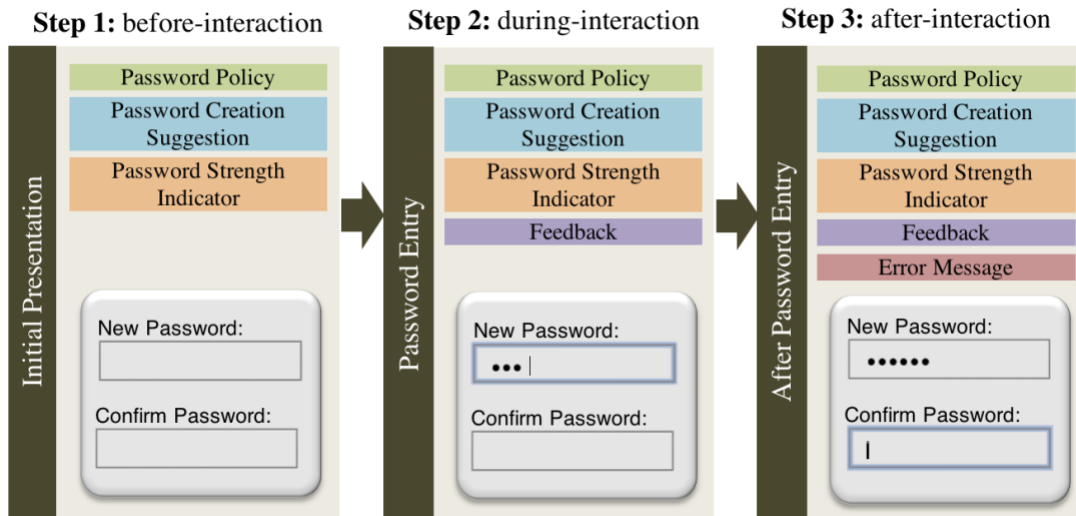 Step 1: before-interaction
Initial Presentation
Password Policy
Password Creation
Suggestion
Password Strength
Indicator
New Password:
Confirm Password:
Step 2: during-interaction
Password Entry
Password Policy
Password Creation
Suggestion
Password Strength
Indicator
Feedback
New Password:
•••
Confirm Password:
Step 3: after-interaction
After Password Entry
Password Policy
Password Creation
Suggestion
Password Strength
Indicator
Feedback
Error Message
New Password:
••••••
Confirm Password: